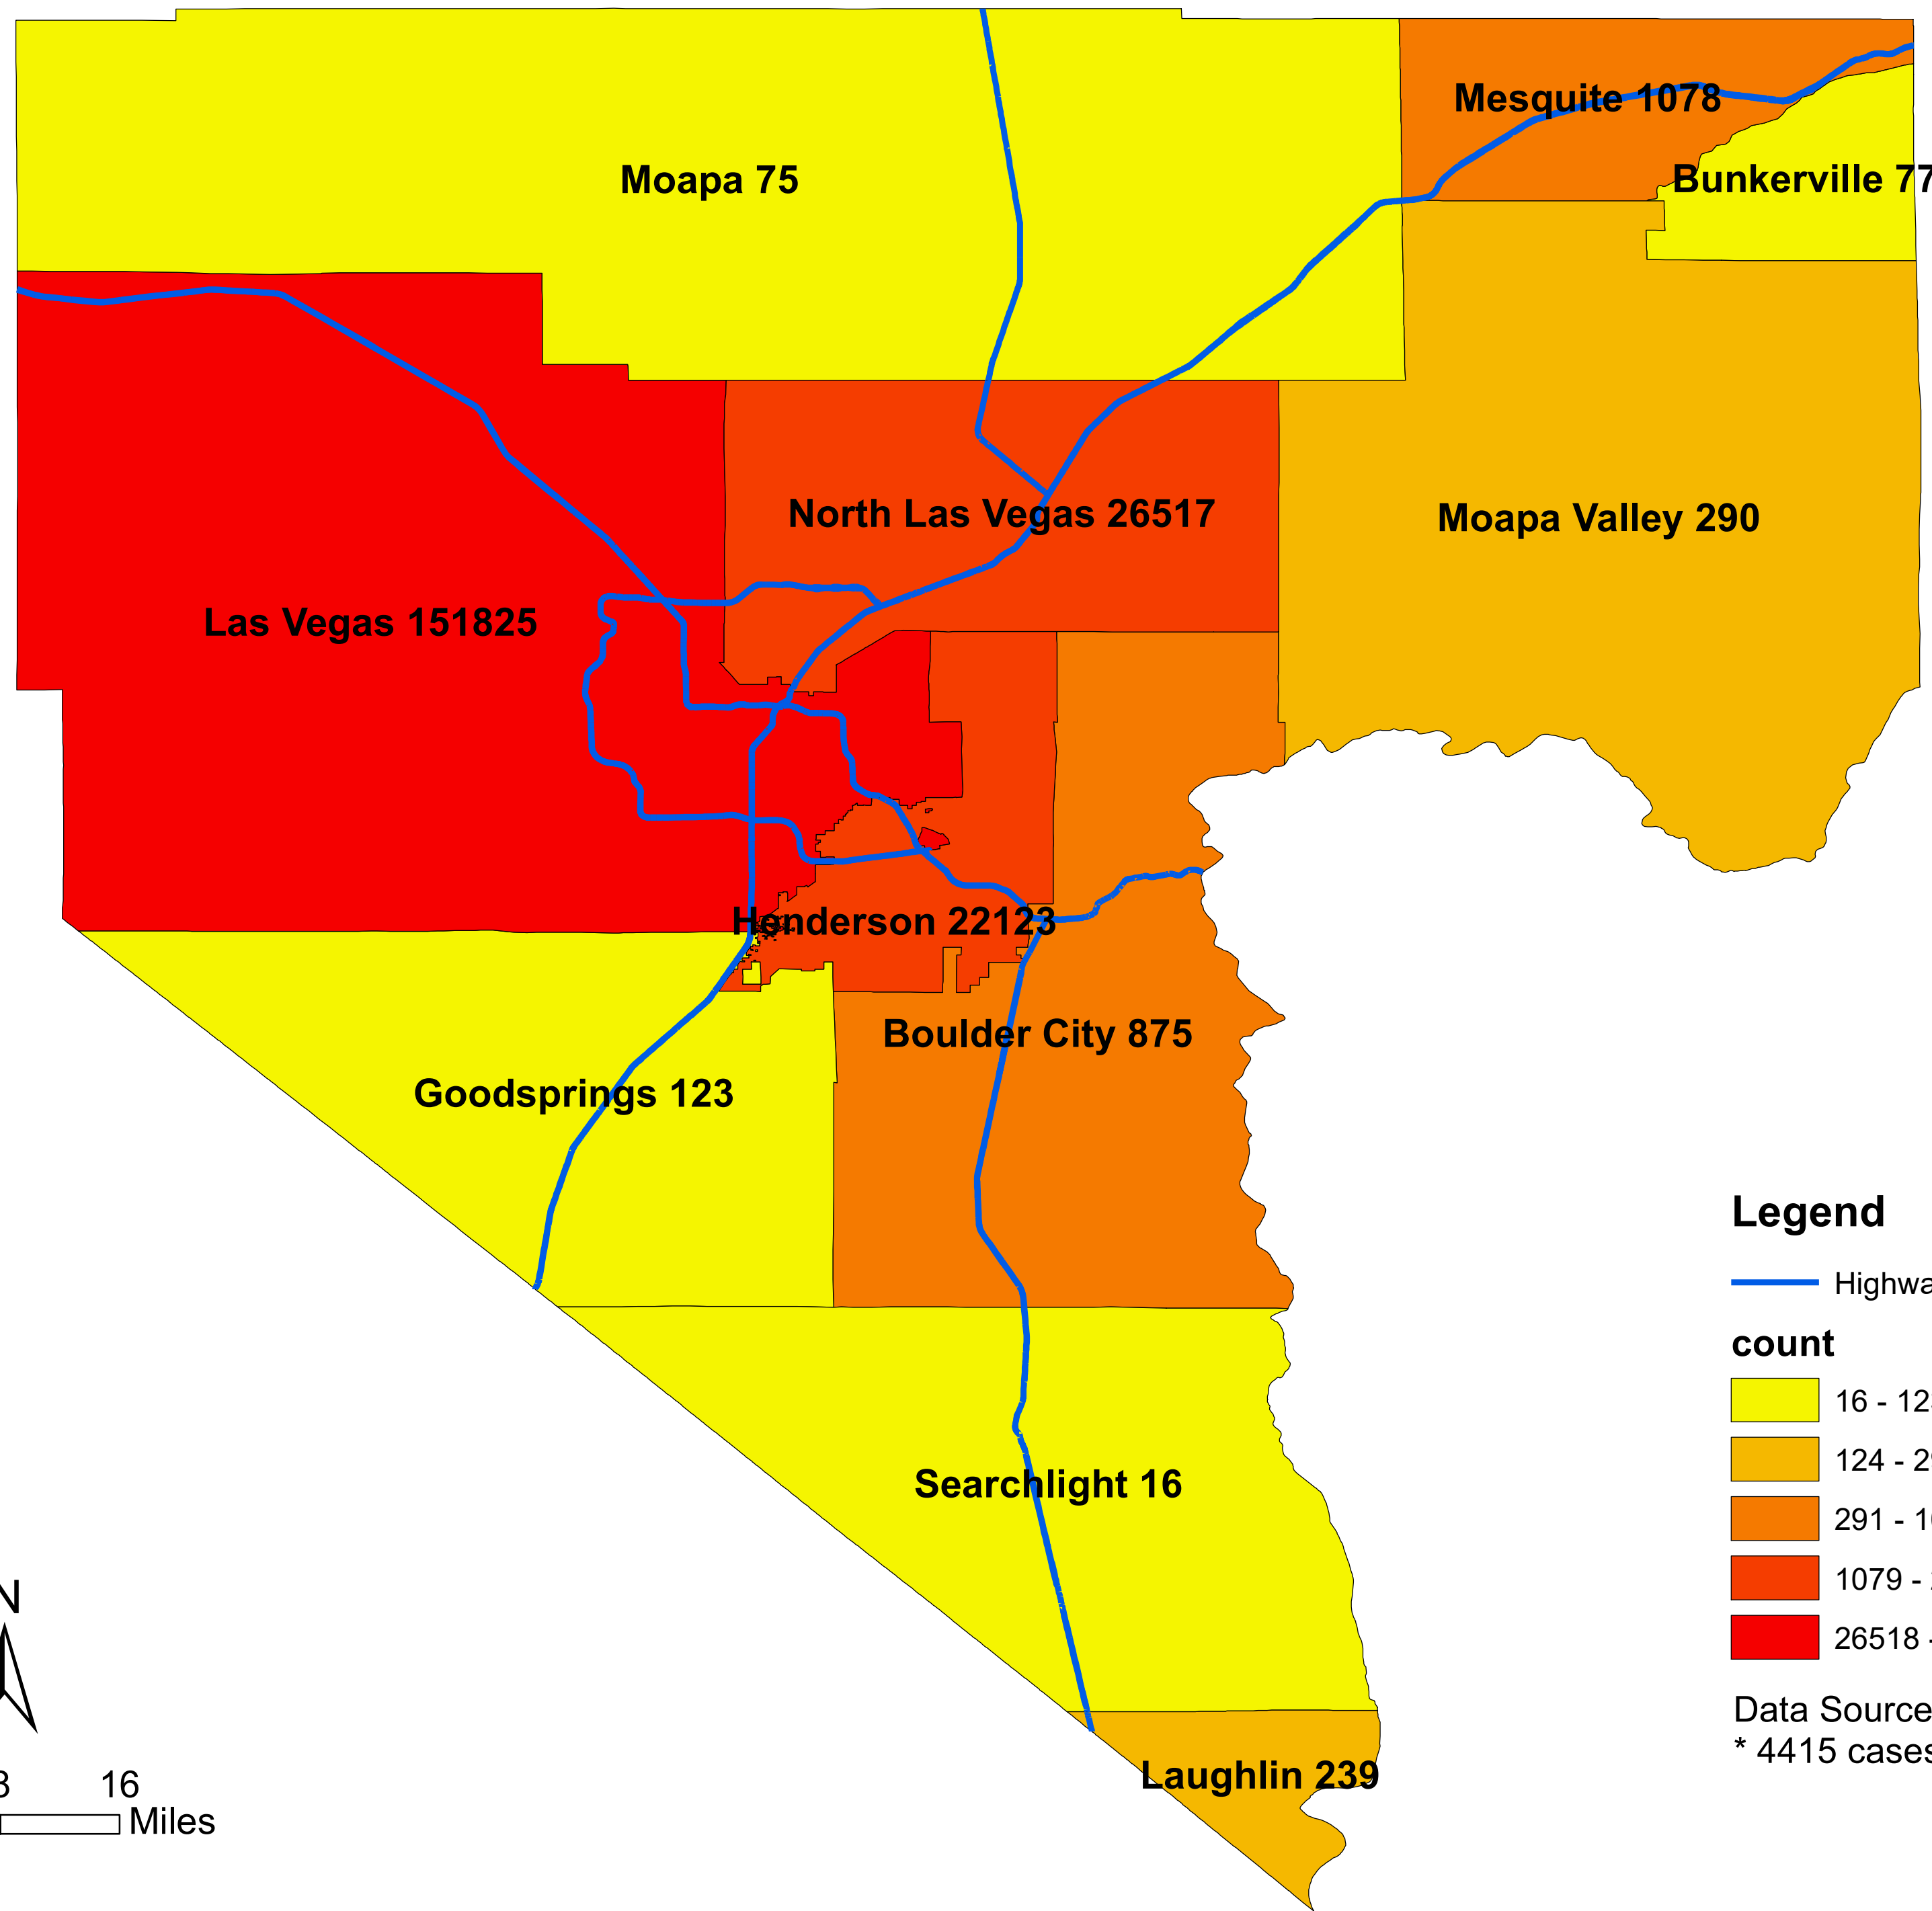 Mesquite 1078
Moapa 75
Bunkerville 77
North Las Vegas 26517
Moapa Valley 290
Las Vegas 151825
Henderson 22123
Boulder City 875
Goodsprings 123
Legend
count
16 - 12
Searchlight 16
124 - 2
291 - 1
1079 -
N
26518 -
Data Source
* 4415 cases
Laughlin 239
16
Miles